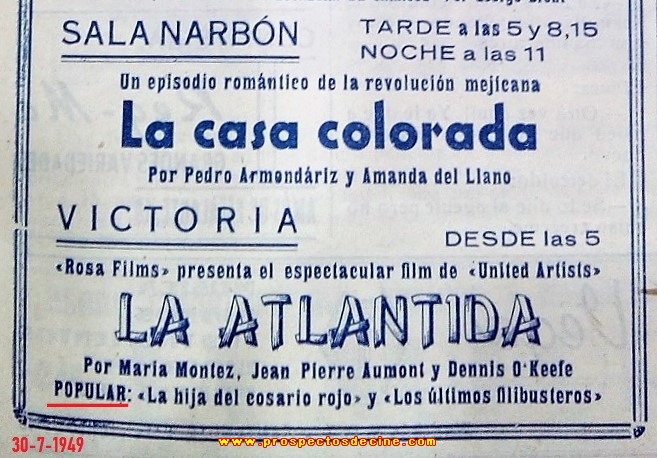 SALA NARBÓN TARDE a las 5 y 8,15
NOCHE a las 11
Un episodio romántico de la revolución mejicana
La casa colorada
Por Pedro Armendáriz y Amanda del Llano
VICTORIA
DESDE las 5
«Rosa Films» presenta el espectacular film de «United Artists»
LA ATLANTIDA
Por María Montez, Jean Pierre Aumont y Dennis O'Keefe
POPULAR: «La hija del cosario rojo» y «Los últimos filibusteros»
30-7-1949
www.prospectosdecine.com